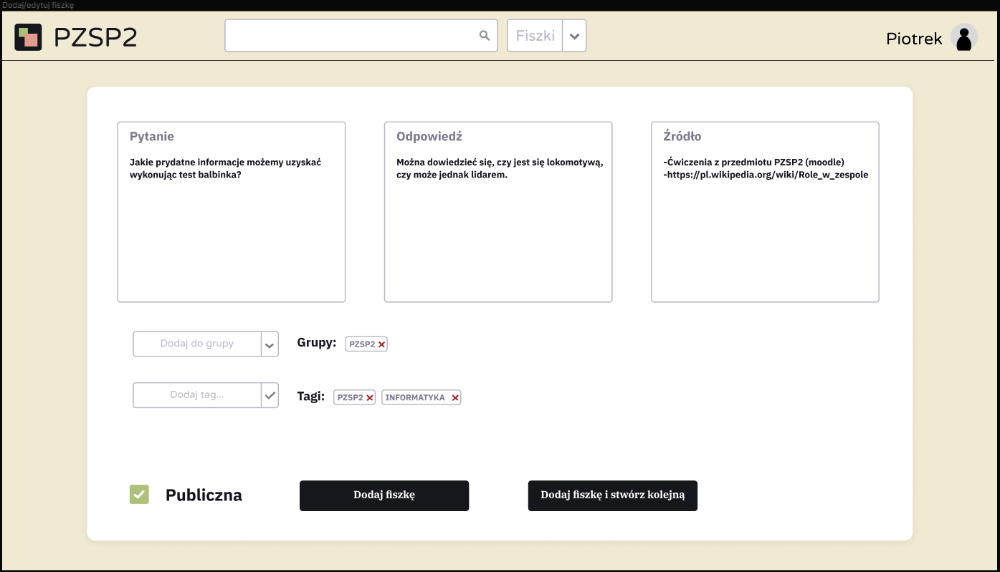 Dodaj/edytuj fiszkę
PZSP2
Fiszki
Piotrek
Pytanie
Jakie prydatne informacje możemy uzyskać
wykonując test balbinka?
Odpowiedź
Można dowiedzieć się, czy jest się lokomotywą,
czy może jednak lidarem.
Źródło
-Ćwiczenia z przedmiotu PZSP2 (moodle)
-https://pl.wikipedia.org/wiki/Role_w_zespole
Dodaj do grupy
Grupy:
PZSP2
Dodaj tag...
Tagi:
PZSP2
INFORMATYKA
Publiczna
Dodaj fiszkę
Dodaj fiszkę i stwórz kolejną